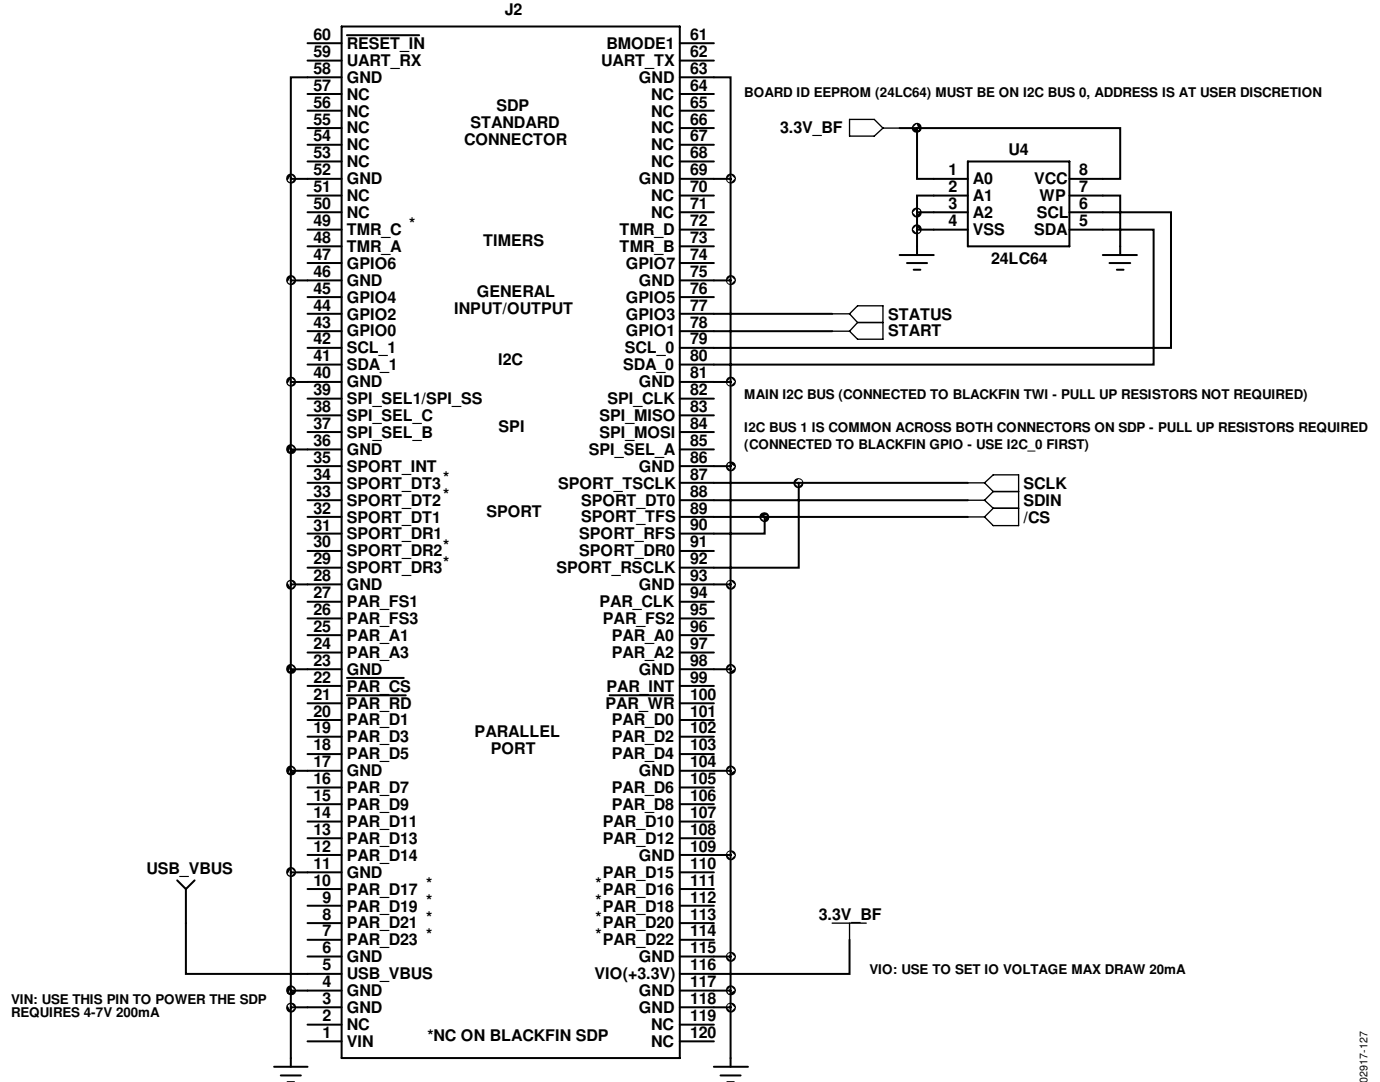 J2
60 RESET_IN BMODE1 61
59 UART_RX UART_TX 62
58 GND GND 63
57 NC NC 64
56 NC NC 65
55 NC NC 66
54 NC NC 67
53 NC NC 68
52 GND GND 69
51 NC NC 70
50 NC NC 71
49 TMR_C * TMR_D 72
48 TMR_A TMR_B 73
47 GPIO6 GPIO7 74
46 GND GND 75
45 GPIO4 GPIO5 76
44 GPIO2 GPIO3 77
43 GPIO0 GPIO1 78
42 SCL_1 SCL_0 79
41 SDA_1 SDA_0 80
40 GND GND 81
39 SPI_SEL1/SPI_SS SPI_CLK 82
38 SPI_SEL_C SPI_MISO 83
37 SPI_SEL_B SPI_MOSI 84
36 GND SPI_SEL_A 85
35 SPORT_INT GND 86
34 SPORT_DT3* SPORT_TSCLK 87
33 SPORT_DT2* SPORT_DT0 88
32 SPORT_DT1 SPORT_TFS 89
31 SPORT_DR1 SPORT_RFS 90
30 SPORT_DR2* SPORT_DR0 91
29 SPORT_DR3* SPORT_RSCLK 92
28 GND GND 93
27 PAR_FS1 PAR_CLK 94
26 PAR_FS3 PAR_FS2 95
25 PAR_A1 PAR_A0 96
24 PAR_A3 PAR_A2 97
23 GND GND 98
22 PAR_CS PAR_INT 99
21 PAR_RD PAR_WR 100
20 PAR_D1 PAR_D0 101
19 PAR_D3 PAR_D2 102
18 PAR_D5 PAR_D4 103
17 GND GND 104
16 PAR_D7 PAR_D6 105
15 PAR_D9 PAR_D8 106
14 PAR_D11 PAR_D10 107
13 PAR_D13 PAR_D12 108
12 PAR_D14 GND 109
11 GND PAR_D15 110
10 PAR_D17 * *PAR_D16 111
9 PAR_D19 * *PAR_D18 112
8 PAR_D21 * *PAR_D20 113
7 PAR_D23 * *PAR_D22 114
6 GND GND 115
5 USB_VBUS VIO(+3.3V) 116
4 GND GND 117
3 GND GND 118
2 NC NC 119
1 VIN NC 120
SDP
STANDARD
CONNECTOR
TIMERS
GENERAL
INPUT/OUTPUT
I2C
SPI
SPORT
PARALLEL
PORT
*NC ON BLACKFIN SDP
USB_VBUS
VIN: USE THIS PIN TO POWER THE SDP
REQUIRES 4-7V 200mA
BOARD ID EEPROM (24LC64) MUST BE ON I2C BUS 0, ADDRESS IS AT USER DISCRETION
3.3V_BF
U4
1 A0 VCC 8
2 A1 WP 7
3 A2 SCL 6
4 VSS SDA 5
24LC64
STATUS
START
MAIN I2C BUS (CONNECTED TO BLACKFIN TWI - PULL UP RESISTORS NOT REQUIRED)
I2C BUS 1 IS COMMON ACROSS BOTH CONNECTORS ON SDP - PULL UP RESISTORS REQUIRED
(CONNECTED TO BLACKFIN GPIO - USE I2C_0 FIRST)
SCLK
SDIN
/CS
3.3V_BF
VIO: USE TO SET IO VOLTAGE MAX DRAW 20mA
02917-127